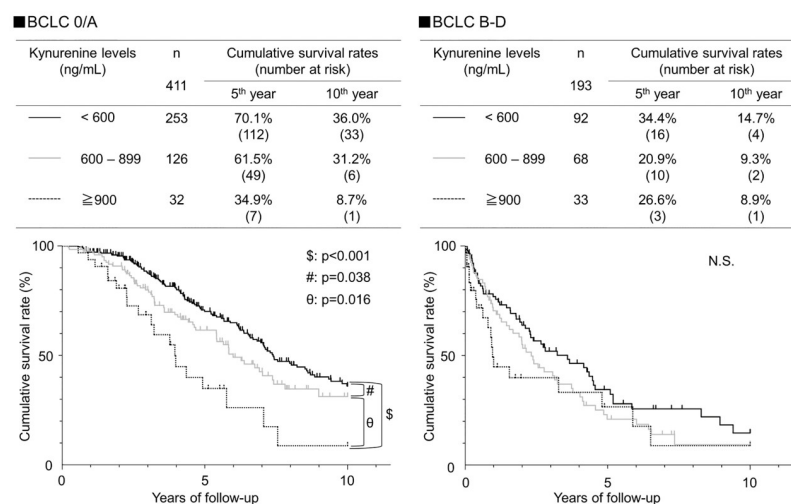 ■BCLC 0/A
Kynurenine levels
(ng/mL)
n
411
Cumulative survival rates
(number at risk)
5th year
10th year
< 600
253
70.1%
(112)
36.0%
(33)
600 – 899
126
61.5%
(49)
31.2%
(6)
≧900
32
34.9%
(7)
8.7%
(1)
Cumulative survival rate (%)
100
50
0
$: p<0.001
#: p=0.038
θ: p=0.016
#
θ
$
0
5
10
Years of follow-up
■BCLC B-D
Kynurenine levels
(ng/mL)
n
193
Cumulative survival rates
(number at risk)
5th year
10th year
< 600
92
34.4%
(16)
14.7%
(4)
600 – 899
68
20.9%
(10)
9.3%
(2)
≧900
33
26.6%
(3)
8.9%
(1)
Cumulative survival rate (%)
100
50
0
N.S.
0
5
10
Years of follow-up